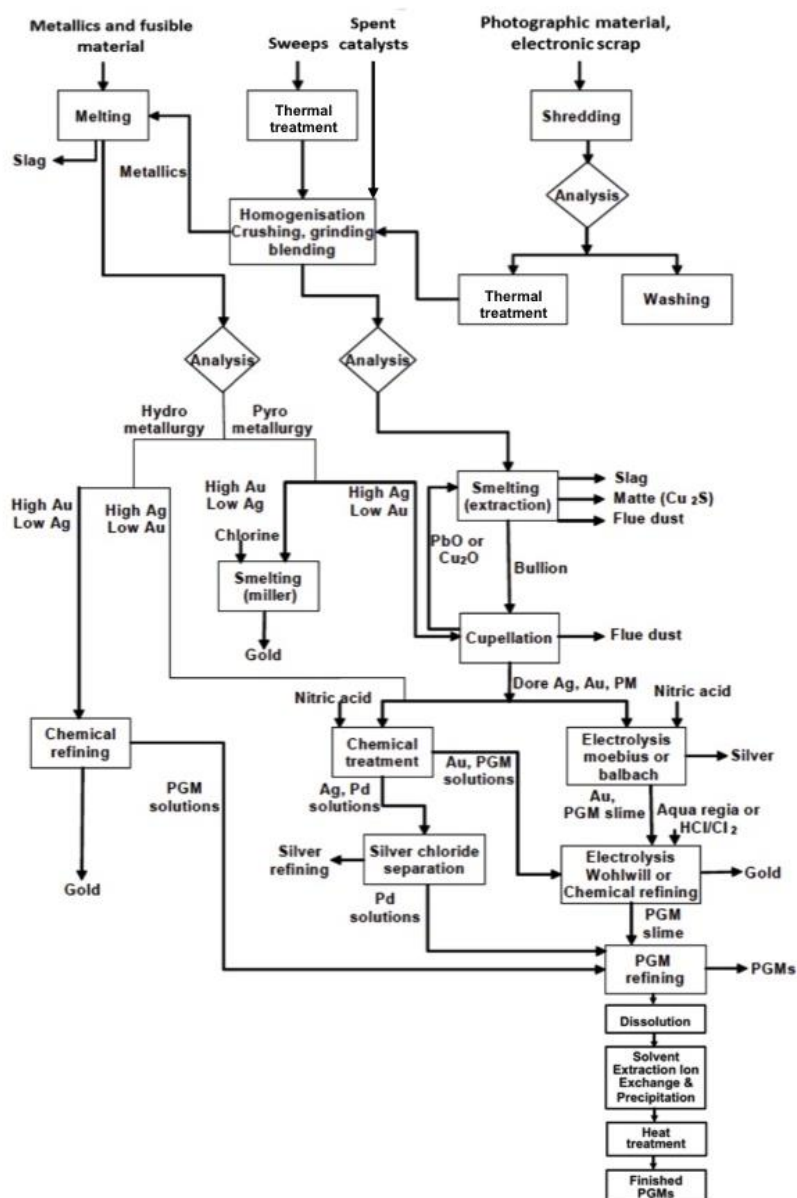 Metallics and fusible
material
Sweeps
Spent
catalysts
Photographic material,
electronic scrap
Melting
Thermal
treatment
Shredding
Slag
Metallics
Analysis
Homogenisation
Crushing, grinding
blending
Thermal
treatment
Washing
Analysis
Analysis
Hydro
metallurgy
Pyro
metallurgy
High Au
Low Ag
High Ag
Low Au
High Au
Low Ag
High Ag
Low Au
Smelting
(extraction)
Slag
Matte (Cu₂S)
Flue dust
Chlorine
PbO or
Cu₂O
Bullion
Smelting
(miller)
Gold
Cupellation
Flue dust
Dore Ag, Au, PM
Nitric acid
Nitric acid
Chemical
refining
Chemical
treatment
Electrolysis
moebius or
balbach
Silver
PGM
solutions
Au, PGM
solutions
Ag, Pd
solutions
Au,
PGM slime
Aqua regia or
HCl/Cl₂
Silver
refining
Silver chloride
separation
Electrolysis
Wohlwill or
Chemical refining
Gold
Gold
Pd
solutions
PGM
slime
PGM
refining
PGMs
Dissolution
Solvent
Extraction Ion
Exchange &
Precipitation
Heat
treatment
Finished
PGMs